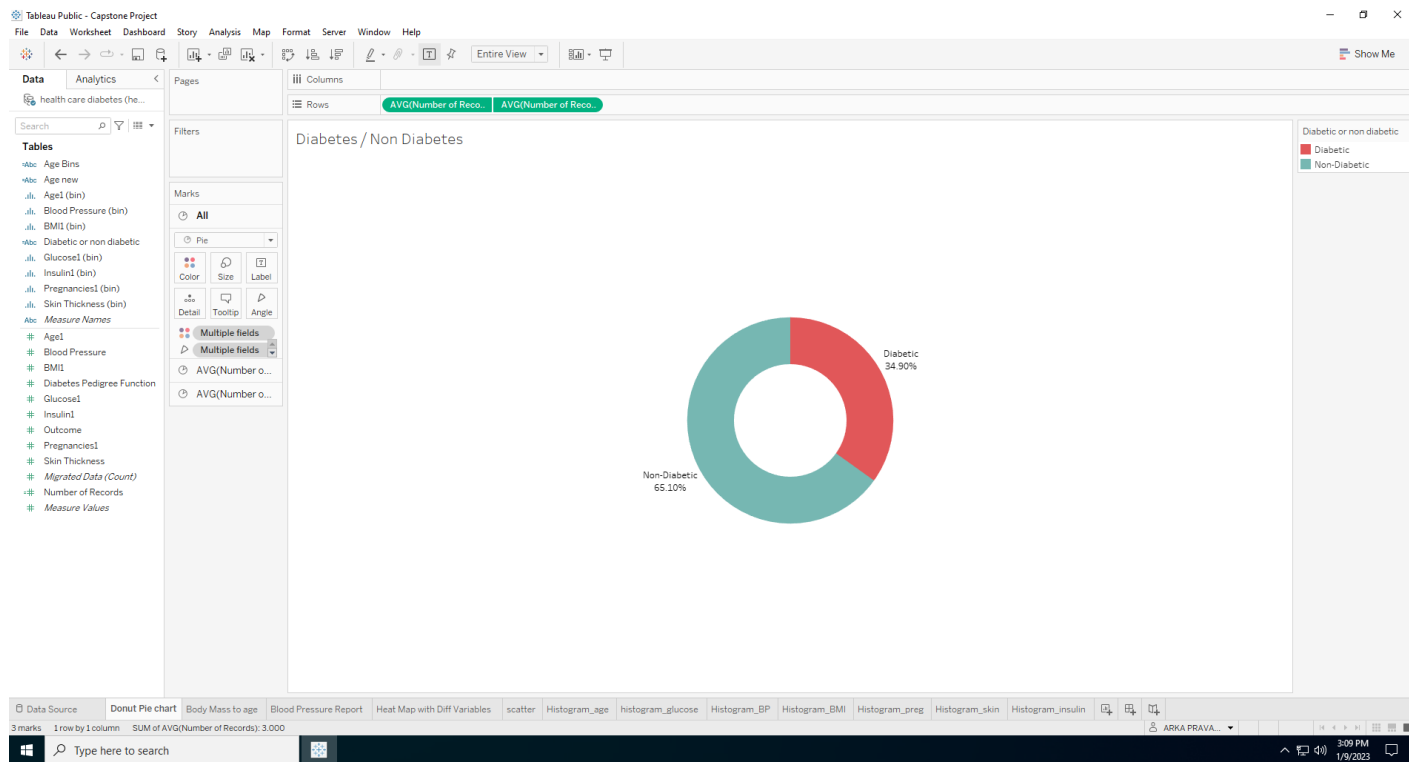 Tableau Public - Capstone Project
File Data Worksheet Dashboard Story Analysis Map Format Server Window Help
Entire View
Show Me
Data Analytics
health care diabetes (he...
Search
Tables
Abc Age Bins
Abc Age new
Age1 (bin)
Blood Pressure (bin)
BMI1 (bin)
Abc Diabetic or non diabetic
Glucose1 (bin)
Insulin1 (bin)
Pregnancies1 (bin)
Skin Thickness (bin)
Abc Measure Names
# Age1
# Blood Pressure
# BMI1
# Diabetes Pedigree Function
# Glucose1
# Insulin1
# Outcome
# Pregnancies1
# Skin Thickness
# Migrated Data (Count)
# Number of Records
# Measure Values
Pages
Filters
Marks
All
Pie
Color Size Label
Detail Tooltip Angle
Multiple fields
Multiple fields
AVG(Number o...
AVG(Number o...
Columns
Rows AVG(Number of Reco.. AVG(Number of Reco..
Diabetes / Non Diabetes
Diabetic
34.90%
Non-Diabetic
65.10%
Diabetic or non diabetic
Diabetic
Non-Diabetic
Data Source Donut Pie chart Body Mass to age Blood Pressure Report Heat Map with Diff Variables scatter Histogram_age histogram_glucose Histogram_BP Histogram_BMI Histogram_preg Histogram_skin Histogram_insulin
3 marks 1 row by 1 column SUM of AVG(Number of Records): 3.000
ARKA PRAVA...
Type here to search
3:09 PM
1/9/2023